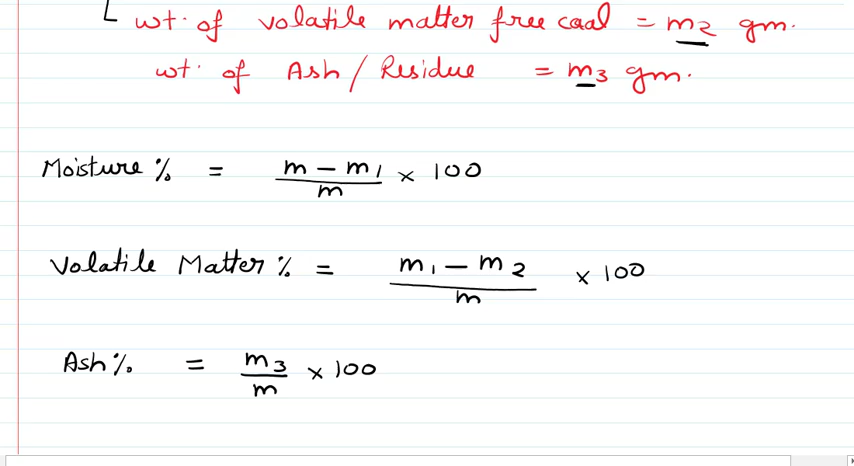 wt. of volatile matter free coal = m2 gm.
wt. of Ash / Residue = m3 gm.
Moisture % = m - m1 / m × 100
Volatile Matter % = m1 - m2 / m × 100
Ash % = m3 / m × 100